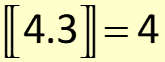 ⟦4.3⟧ = 4